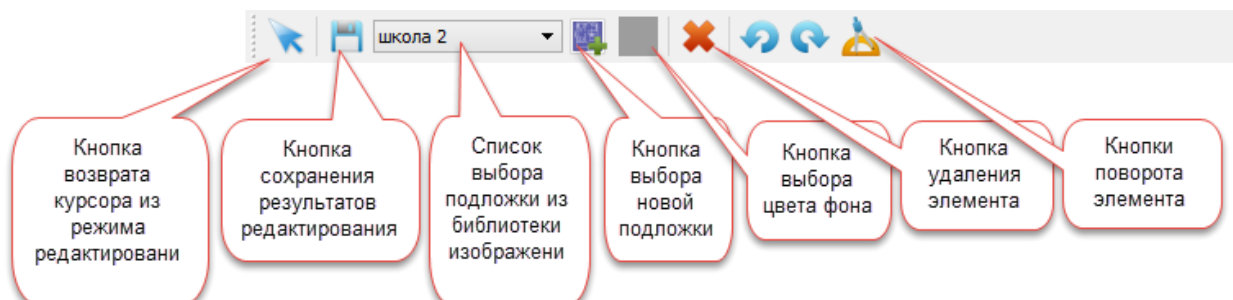 школа 2
Кнопка
возврата
курсора из
режима
редактировани
Кнопка
сохранения
результатов
редактирования
Список
выбора
подложки из
библиотеки
изображени
Кнопка
выбора
новой
подложки
Кнопка
выбора
цвета фона
Кнопка
удаления
элемента
Кнопки
поворота
элемента